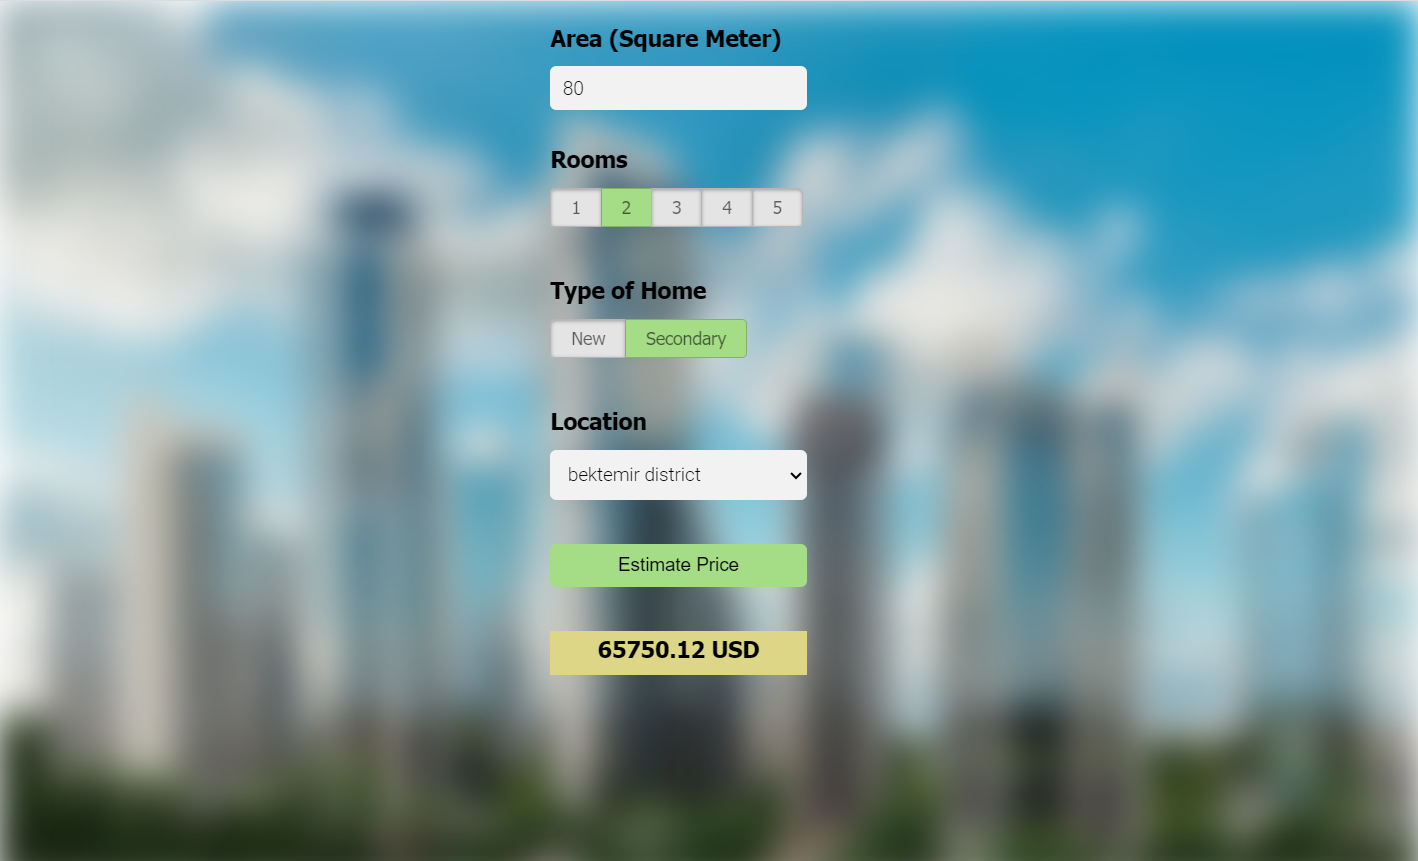 Area (Square Meter)
80
Rooms
1 2 3 4 5
Type of Home
New Secondary
Location
bektemir district
Estimate Price
65750.12 USD